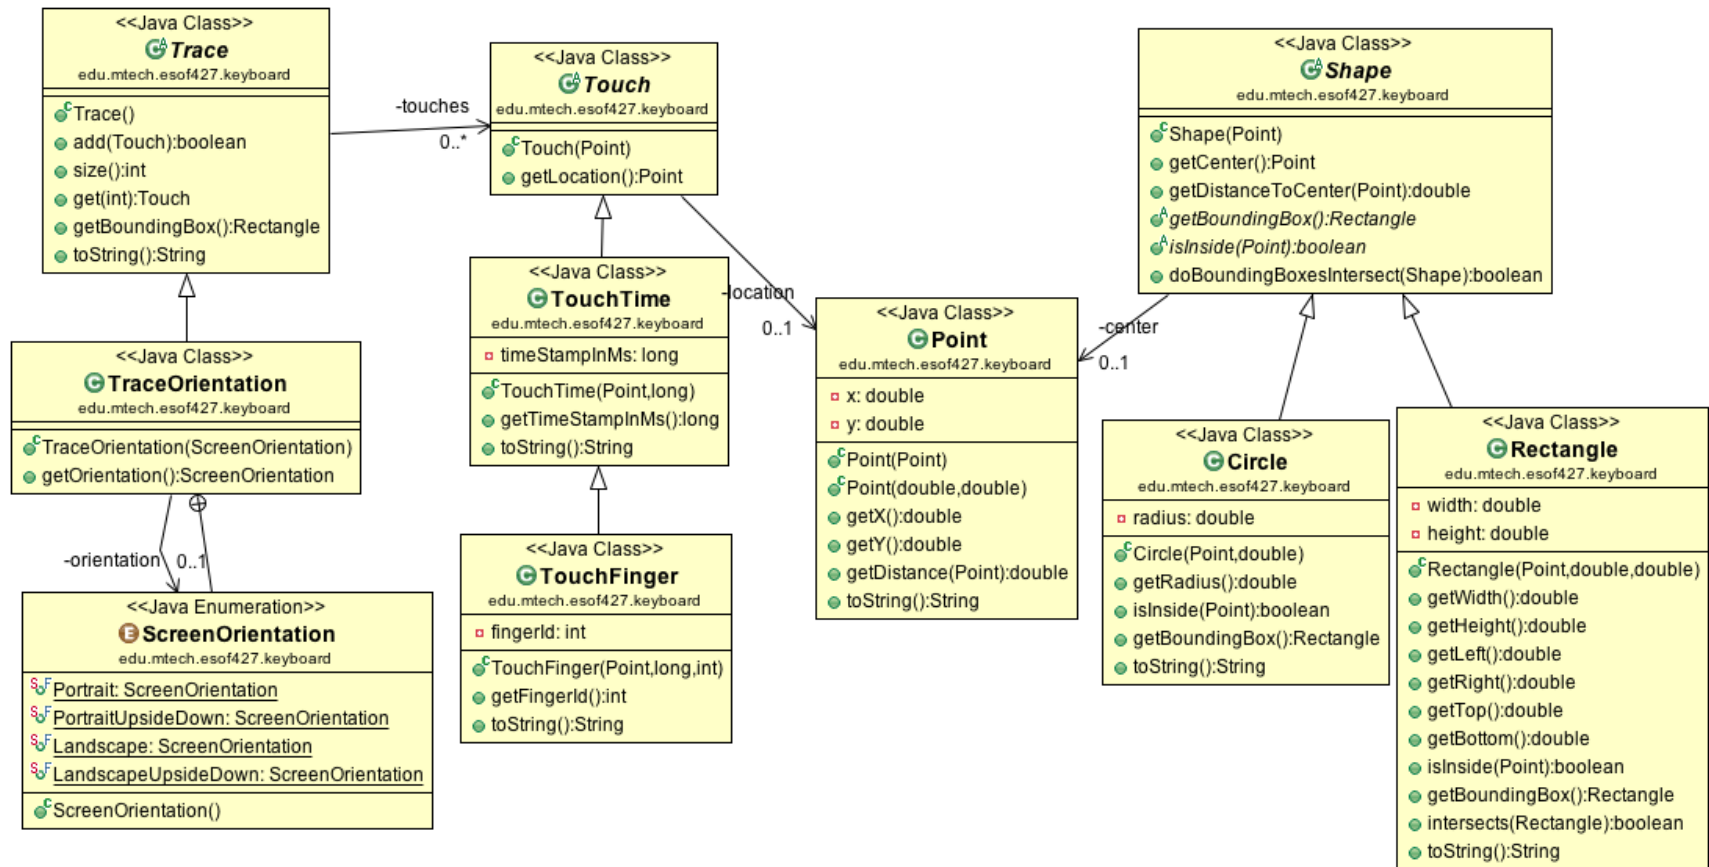 <<Java Class>>
Trace
edu.mtech.esof427.keyboard
Trace()
add(Touch):boolean
size():int
get(int):Touch
getBoundingBox():Rectangle
toString():String
-touches
0..*
<<Java Class>>
Touch
edu.mtech.esof427.keyboard
Touch(Point)
getLocation():Point
<<Java Class>>
Shape
edu.mtech.esof427.keyboard
Shape(Point)
getCenter():Point
getDistanceToCenter(Point):double
getBoundingBox():Rectangle
isInside(Point):boolean
doBoundingBoxesIntersect(Shape):boolean
<<Java Class>>
TraceOrientation
edu.mtech.esof427.keyboard
TraceOrientation(ScreenOrientation)
getOrientation():ScreenOrientation
-orientation
0..1
<<Java Enumeration>>
ScreenOrientation
edu.mtech.esof427.keyboard
Portrait: ScreenOrientation
PortraitUpsideDown: ScreenOrientation
Landscape: ScreenOrientation
LandscapeUpsideDown: ScreenOrientation
ScreenOrientation()
<<Java Class>>
TouchTime
edu.mtech.esof427.keyboard
timeStampInMs: long
TouchTime(Point,long)
getTimeStampInMs():long
toString():String
<<Java Class>>
TouchFinger
edu.mtech.esof427.keyboard
fingerId: int
TouchFinger(Point,long,int)
getFingerId():int
toString():String
-location
0..1
<<Java Class>>
Point
edu.mtech.esof427.keyboard
x: double
y: double
Point(Point)
Point(double,double)
getX():double
getY():double
getDistance(Point):double
toString():String
-center
0..1
<<Java Class>>
Circle
edu.mtech.esof427.keyboard
radius: double
Circle(Point,double)
getRadius():double
isInside(Point):boolean
getBoundingBox():Rectangle
toString():String
<<Java Class>>
Rectangle
edu.mtech.esof427.keyboard
width: double
height: double
Rectangle(Point,double,double)
getWidth():double
getHeight():double
getLeft():double
getRight():double
getTop():double
getBottom():double
isInside(Point):boolean
getBoundingBox():Rectangle
intersects(Rectangle):boolean
toString():String